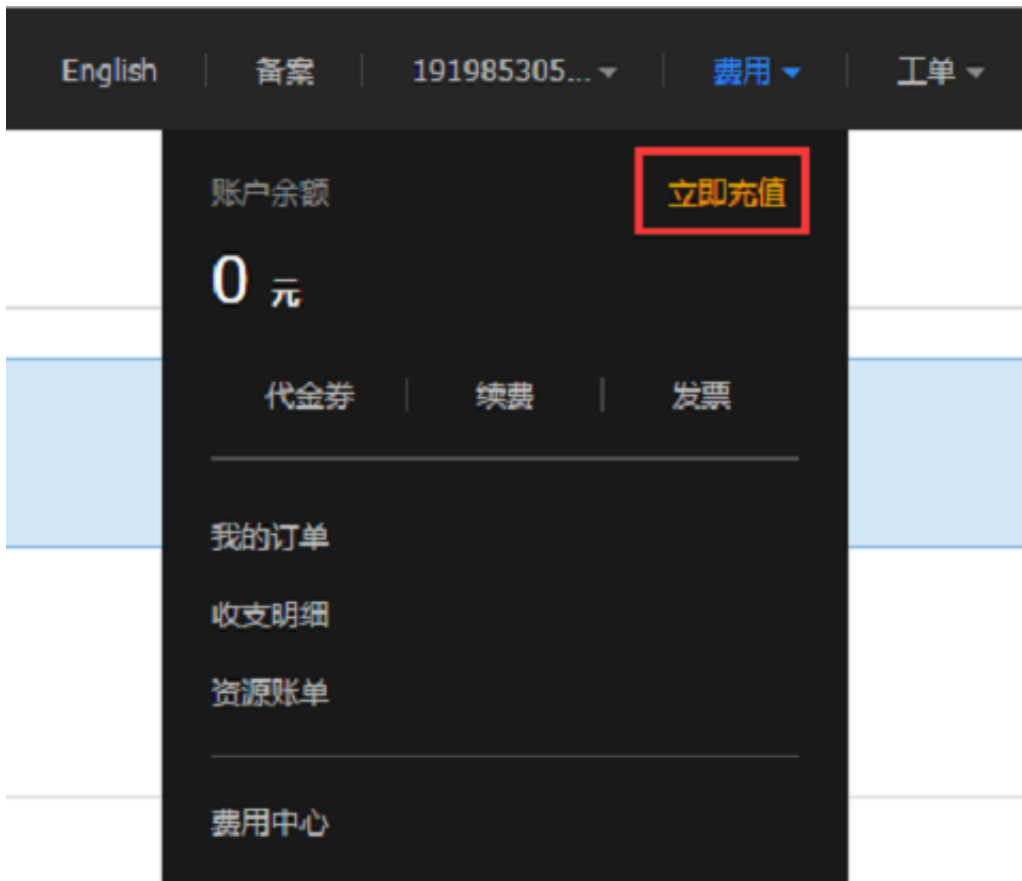 English 备案 191985305... 费用 工单
账户余额 立即充值
0 元
代金券 续费 发票
我的订单
收支明细
资源账单
费用中心